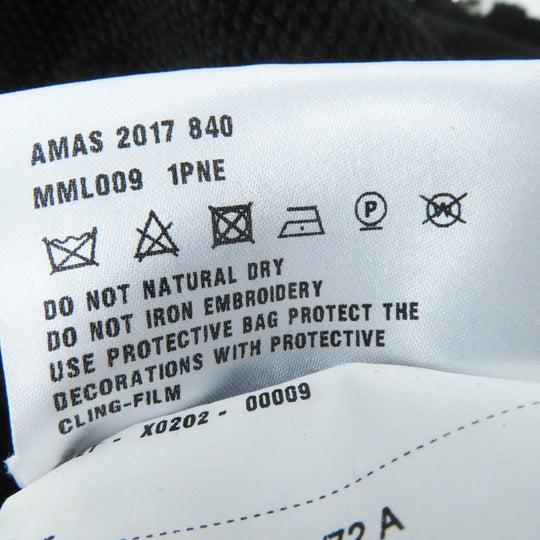 AMAS 2017 840
MML009 1PNE
P W
DO NOT NATURAL DRY
DO NOT IRON EMBROIDERY
USE PROTECTIVE BAG PROTECT THE
DECORATIONS WITH PROTECTIVE
CLING-FILM
- X0202 - 00009
72 A